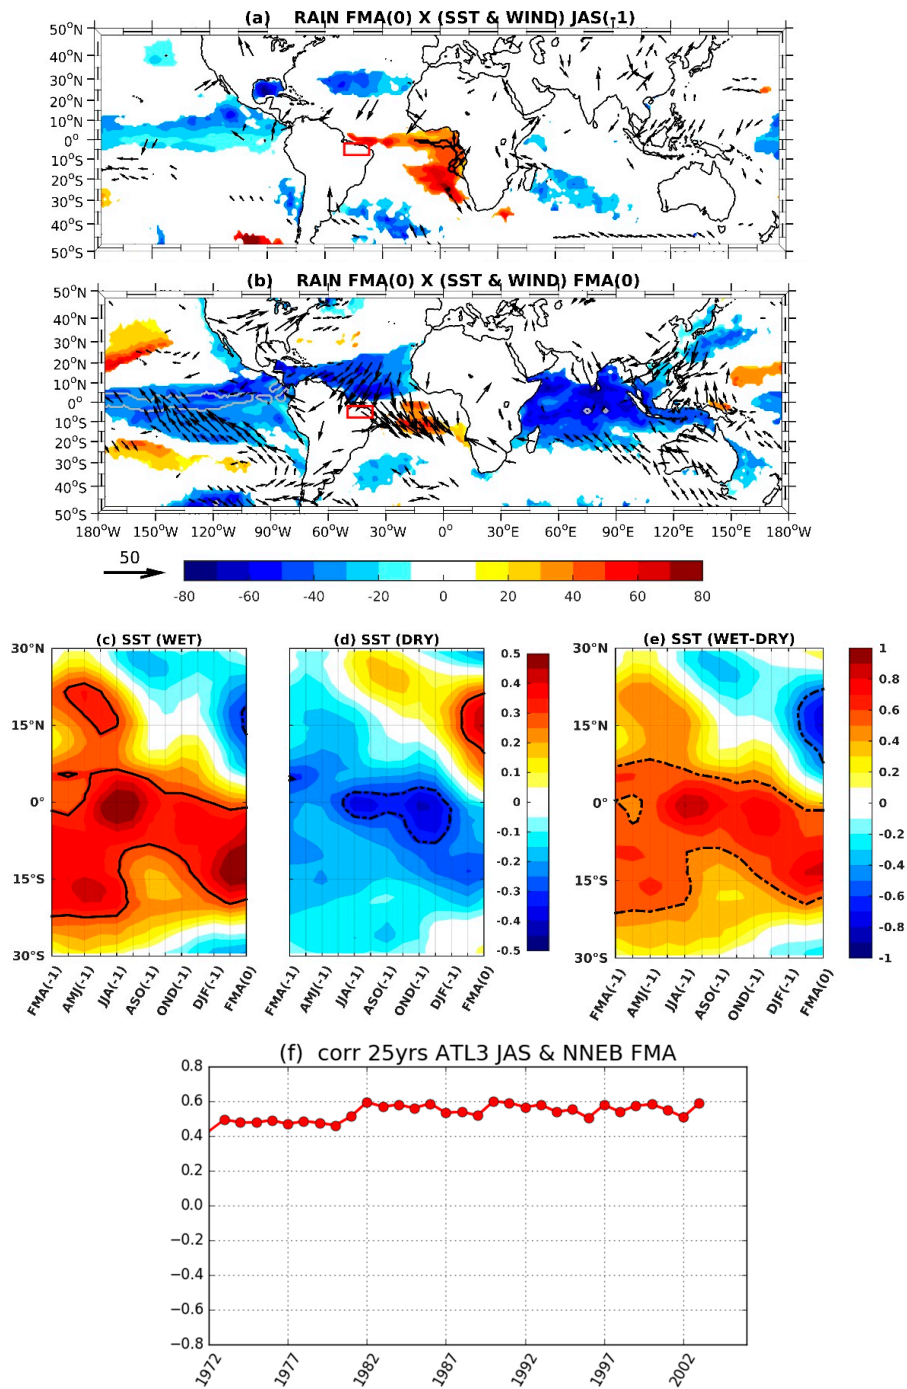 (a) RAIN FMA(0) X (SST & WIND) JAS(-1)
50°N
40°N
30°N
20°N
10°N
0°
10°S
20°S
30°S
40°S
50°S
(b) RAIN FMA(0) X (SST & WIND) FMA(0)
50°N
40°N
30°N
20°N
10°N
0°
10°S
20°S
30°S
40°S
50°S
180°W 150°W 120°W 90°W 60°W 30°W 0° 30°E 60°E 90°E 120°E 150°E 180°W
50
-80 -60 -40 -20 0 20 40 60 80
(c) SST (WET) (d) SST (DRY) (e) SST (WET-DRY)
30°N
15°N
0°
15°S
30°S
FMA(-1) AMJ(-1) JJA(-1) ASO(-1) OND(-1) DJF(-1) FMA(0)
FMA(-1) AMJ(-1) JJA(-1) ASO(-1) OND(-1) DJF(-1) FMA(0)
0.5
0.4
0.3
0.2
0.1
0
-0.1
-0.2
-0.3
-0.4
-0.5
30°N
15°N
0°
15°S
30°S
FMA(-1) AMJ(-1) JJA(-1) ASO(-1) OND(-1) DJF(-1) FMA(0)
1
0.8
0.6
0.4
0.2
0
-0.2
-0.4
-0.6
-0.8
-1
(f) corr 25yrs ATL3 JAS & NNEB FMA
0.8
0.6
0.4
0.2
0.0
−0.2
−0.4
−0.6
−0.8
1972 1977 1982 1987 1992 1997 2002